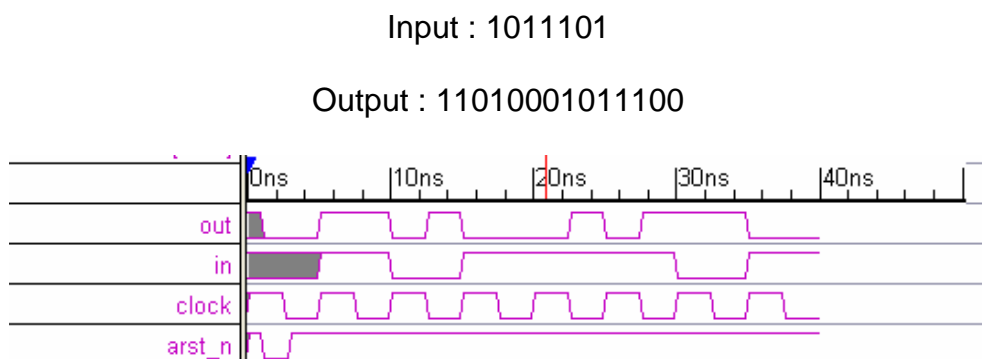 Input : 1011101
Output : 11010001011100
0ns 10ns 20ns 30ns 40ns
out
in
clock
arst_n